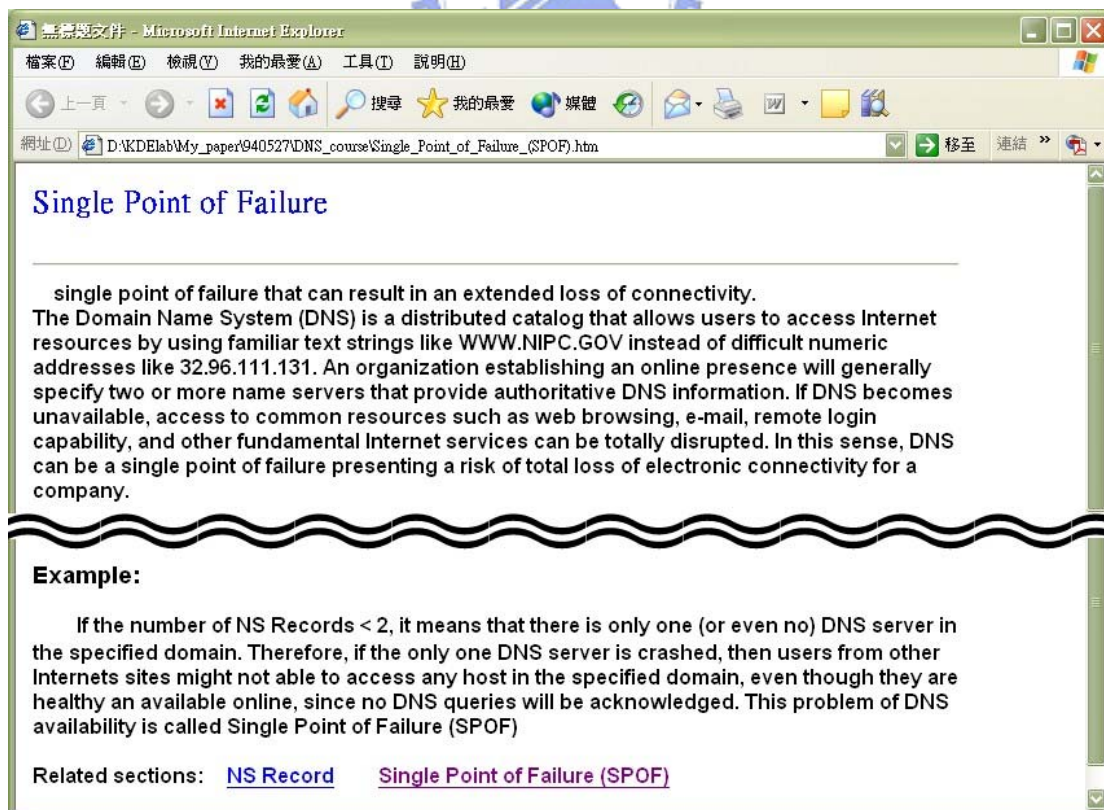 無標題文件 - Microsoft Internet Explorer
檔案(F) 編輯(E) 檢視(V) 我的最愛(A) 工具(T) 說明(H)
上一頁 搜尋 我的最愛 媒體
網址(D) D:\KDElab\My_paper\940527\DNS_course\Single_Point_of_Failure_(SPOF).htm 移至 連結 »
Single Point of Failure
single point of failure that can result in an extended loss of connectivity.
The Domain Name System (DNS) is a distributed catalog that allows users to access Internet
resources by using familiar text strings like WWW.NIPC.GOV instead of difficult numeric
addresses like 32.96.111.131. An organization establishing an online presence will generally
specify two or more name servers that provide authoritative DNS information. If DNS becomes
unavailable, access to common resources such as web browsing, e-mail, remote login
capability, and other fundamental Internet services can be totally disrupted. In this sense, DNS
can be a single point of failure presenting a risk of total loss of electronic connectivity for a
company.
Example:
If the number of NS Records < 2, it means that there is only one (or even no) DNS server in
the specified domain. Therefore, if the only one DNS server is crashed, then users from other
Internets sites might not able to access any host in the specified domain, even though they are
healthy an available online, since no DNS queries will be acknowledged. This problem of DNS
availability is called Single Point of Failure (SPOF)
Related sections: NS Record Single Point of Failure (SPOF)